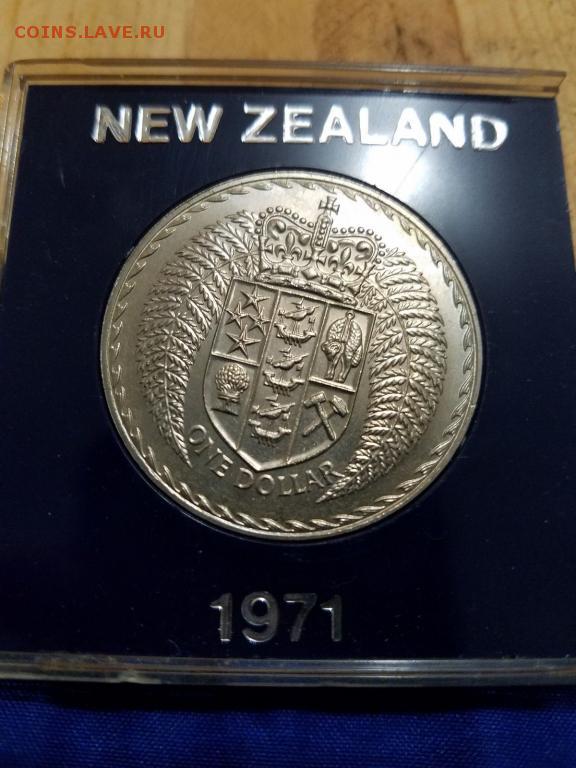 COINS.LAVE.RU
NEW ZEALAND
ONE DOLLAR
1971